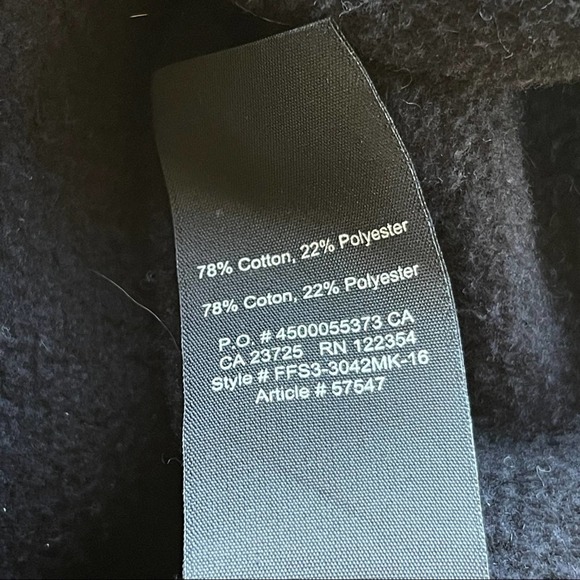 78% Cotton, 22% Polyester
78% Coton, 22% Polyester
P.O. # 4500055373 CA
CA 23725 RN 122354
Style # FFS3-3042MK-16
Article # 57547